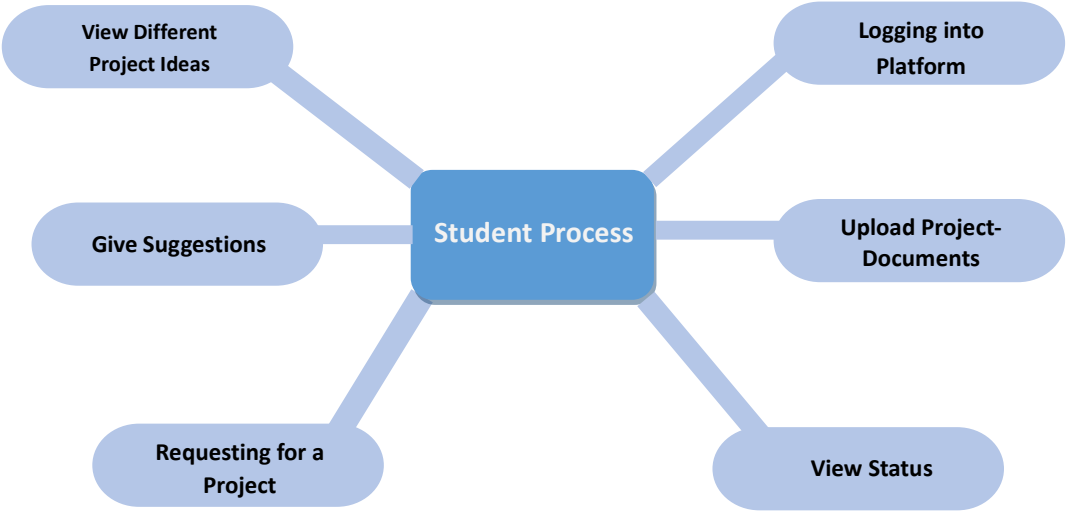 View Different
Project Ideas
Logging into
Platform
Give Suggestions
Student Process
Upload Project-
Documents
Requesting for a
Project
View Status